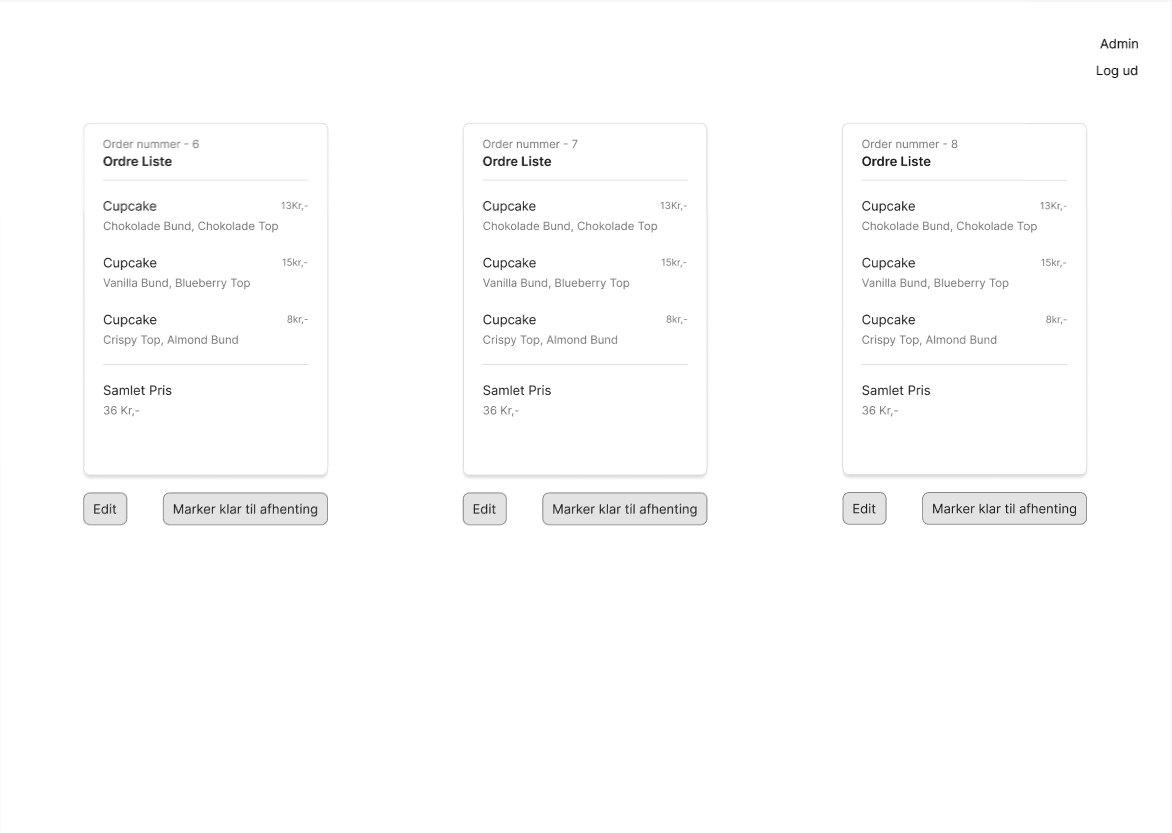 Admin
Log ud
Order nummer - 6
Ordre Liste
Cupcake 13Kr,-
Chokolade Bund, Chokolade Top
Cupcake 15kr,-
Vanilla Bund, Blueberry Top
Cupcake 8kr,-
Crispy Top, Almond Bund
Samlet Pris
36 Kr,-
Edit
Marker klar til afhenting
Order nummer - 7
Ordre Liste
Cupcake 13Kr,-
Chokolade Bund, Chokolade Top
Cupcake 15kr,-
Vanilla Bund, Blueberry Top
Cupcake 8kr,-
Crispy Top, Almond Bund
Samlet Pris
36 Kr,-
Edit
Marker klar til afhenting
Order nummer - 8
Ordre Liste
Cupcake 13Kr,-
Chokolade Bund, Chokolade Top
Cupcake 15kr,-
Vanilla Bund, Blueberry Top
Cupcake 8kr,-
Crispy Top, Almond Bund
Samlet Pris
36 Kr,-
Edit
Marker klar til afhenting